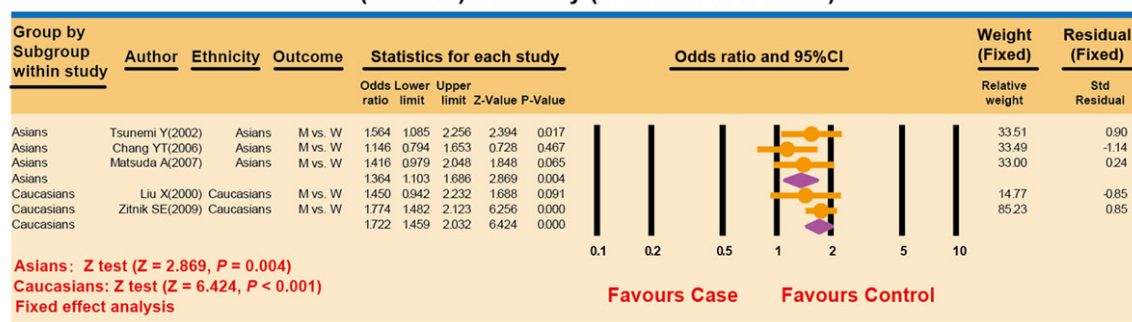 Group by Subgroup within study Author Ethnicity Outcome Statistics for each study Odds ratio and 95%CI Weight (Fixed) Residual (Fixed)
Odds ratio Lower limit Upper limit Z-Value P-Value Relative weight Std Residual
Asians Tsunemi Y(2002) Asians M vs. W 1.564 1.085 2.256 2.394 0.017 33.51 0.90
Asians Chang YT(2006) Asians M vs. W 1.146 0.794 1.653 0.728 0.467 33.49 -1.14
Asians Matsuda A(2007) Asians M vs. W 1.416 0.979 2.048 1.848 0.065 33.00 0.24
Asians 1.364 1.103 1.686 2.869 0.004
Caucasians Liu X(2000) Caucasians M vs. W 1.450 0.942 2.232 1.688 0.091 14.77 -0.85
Caucasians Zitnik SE(2009) Caucasians M vs. W 1.774 1.482 2.123 6.256 0.000 85.23 0.85
Caucasians 1.722 1.459 2.032 6.424 0.000
0.1 0.2 0.5 1 2 5 10
Asians: Z test (Z = 2.869, P = 0.004)
Caucasians: Z test (Z = 6.424, P < 0.001)
Fixed effect analysis
Favours Case Favours Control